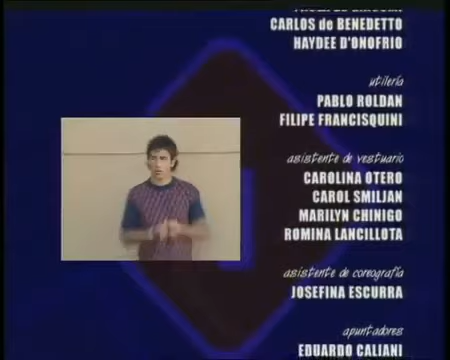 CARLOS de BENEDETTO
HAYDEE D'ONOFRIO
utilería
PABLO ROLDAN
FILIPE FRANCISQUINI
asistente de vestuario
CAROLINA OTERO
CAROL SMILJAN
MARILYN CHINIGO
ROMINA LANCILLOTA
asistente de coreografía
JOSEFINA ESCURRA
apuntadores
EDUARDO CALIANI